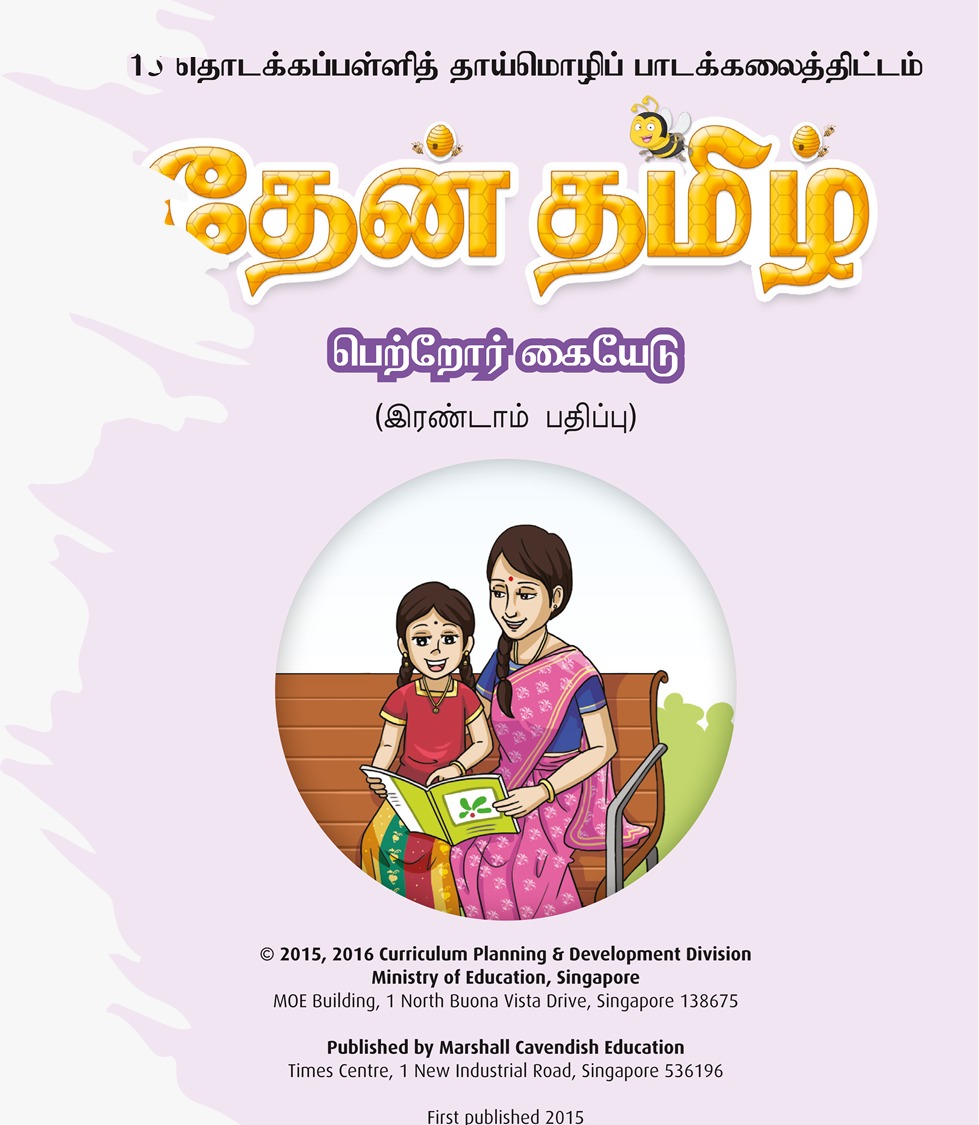 தொடக்கப்பள்ளித் தாய்மொழிப் பாடக்கலைத்திட்டம்
தேன் தமிழ்
பெற்றோர் கையேடு
(இரண்டாம் பதிப்பு)
© 2015, 2016 Curriculum Planning & Development Division
Ministry of Education, Singapore
MOE Building, 1 North Buona Vista Drive, Singapore 138675
Published by Marshall Cavendish Education
Times Centre, 1 New Industrial Road, Singapore 536196
First published 2015